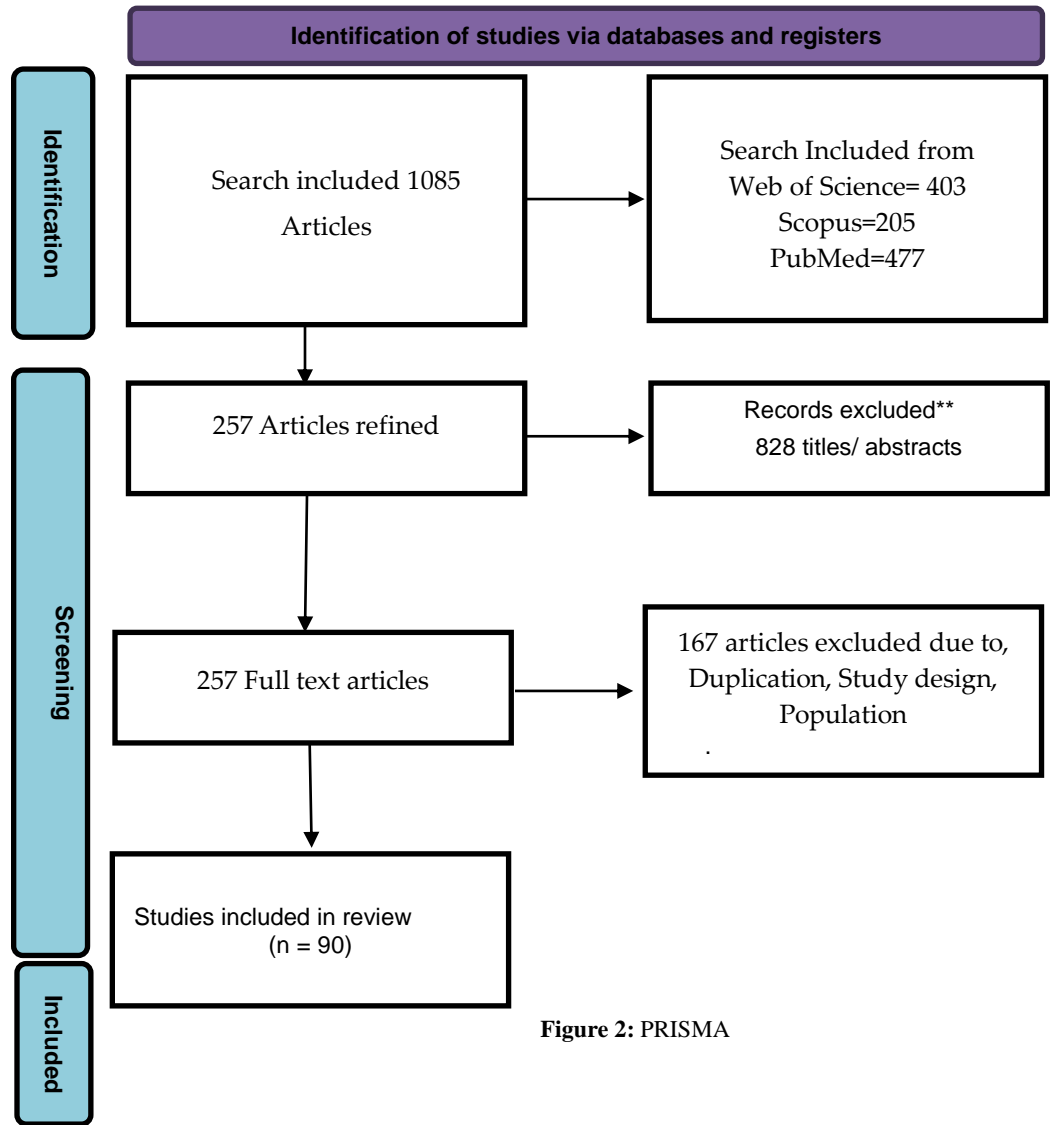 Identification of studies via databases and registers
Identification
Search included 1085
Articles
Search Included from
Web of Science= 403
Scopus=205
PubMed=477
Screening
257 Articles refined
Records excluded**
828 titles/ abstracts
257 Full text articles
167 articles excluded due to,
Duplication, Study design,
Population
.
Studies included in review
(n = 90)
Included
Figure 2: PRISMA